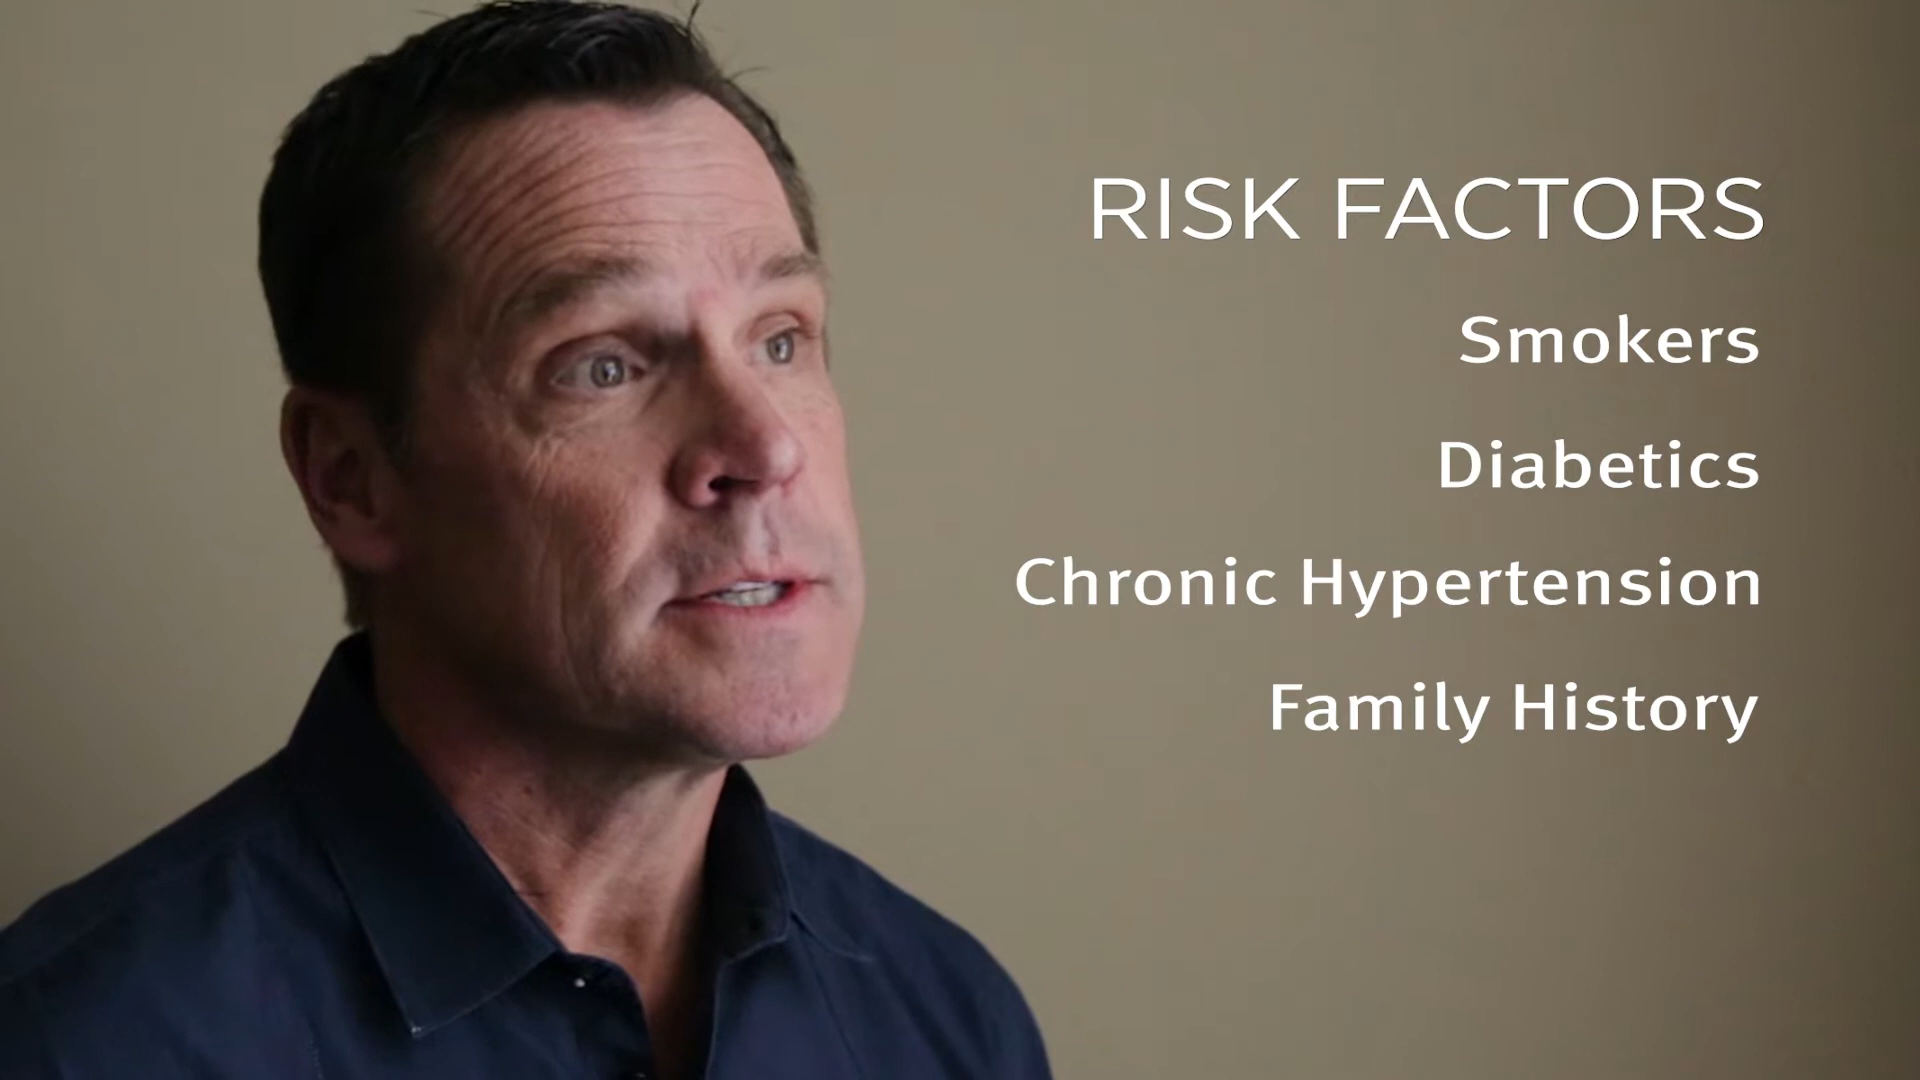 RISK FACTORS
Smokers
Diabetics
Chronic Hypertension
Family History